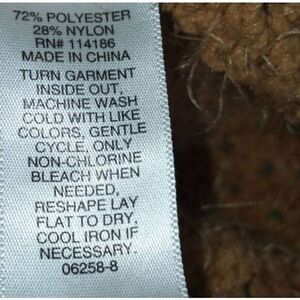 72% POLYESTER
28% NYLON
RN# 114186
MADE IN CHINA
TURN GARMENT
INSIDE OUT,
MACHINE WASH
COLD WITH LIKE
COLORS, GENTLE
CYCLE, ONLY
NON-CHLORINE
BLEACH WHEN
NEEDED,
RESHAPE LAY
FLAT TO DRY,
COOL IRON IF
NECESSARY.
06258-8